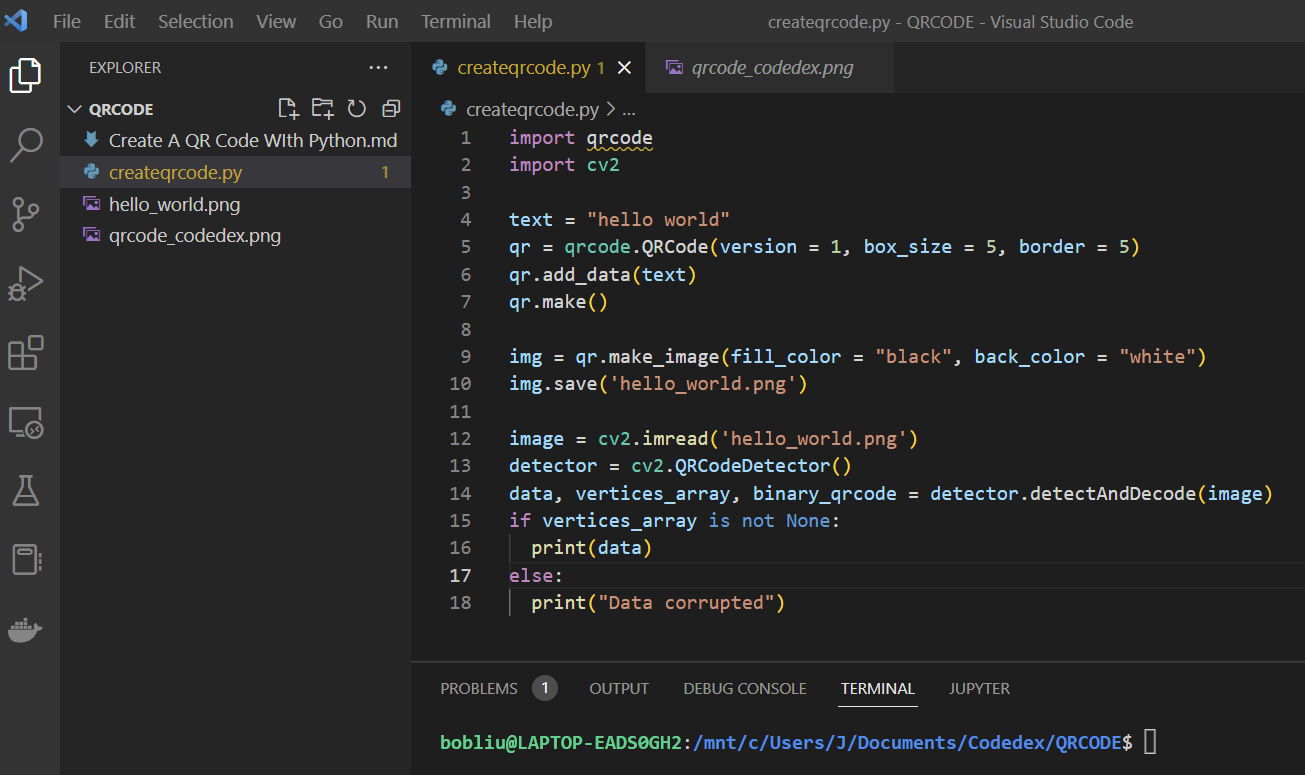 File Edit Selection View Go Run Terminal Help createqrcode.py - QRCODE - Visual Studio Code
EXPLORER ...
QRCODE
Create A QR Code WIth Python.md
createqrcode.py 1
hello_world.png
qrcode_codedex.png
createqrcode.py 1 qrcode_codedex.png
createqrcode.py > ...
1 import qrcode
2 import cv2
3
4 text = "hello world"
5 qr = qrcode.QRCode(version = 1, box_size = 5, border = 5)
6 qr.add_data(text)
7 qr.make()
8
9 img = qr.make_image(fill_color = "black", back_color = "white")
10 img.save('hello_world.png')
11
12 image = cv2.imread('hello_world.png')
13 detector = cv2.QRCodeDetector()
14 data, vertices_array, binary_qrcode = detector.detectAndDecode(image)
15 if vertices_array is not None:
16   print(data)
17 else:
18   print("Data corrupted")
PROBLEMS 1 OUTPUT DEBUG CONSOLE TERMINAL JUPYTER
bobliu@LAPTOP-EADS0GH2:/mnt/c/Users/J/Documents/Codedex/QRCODE$